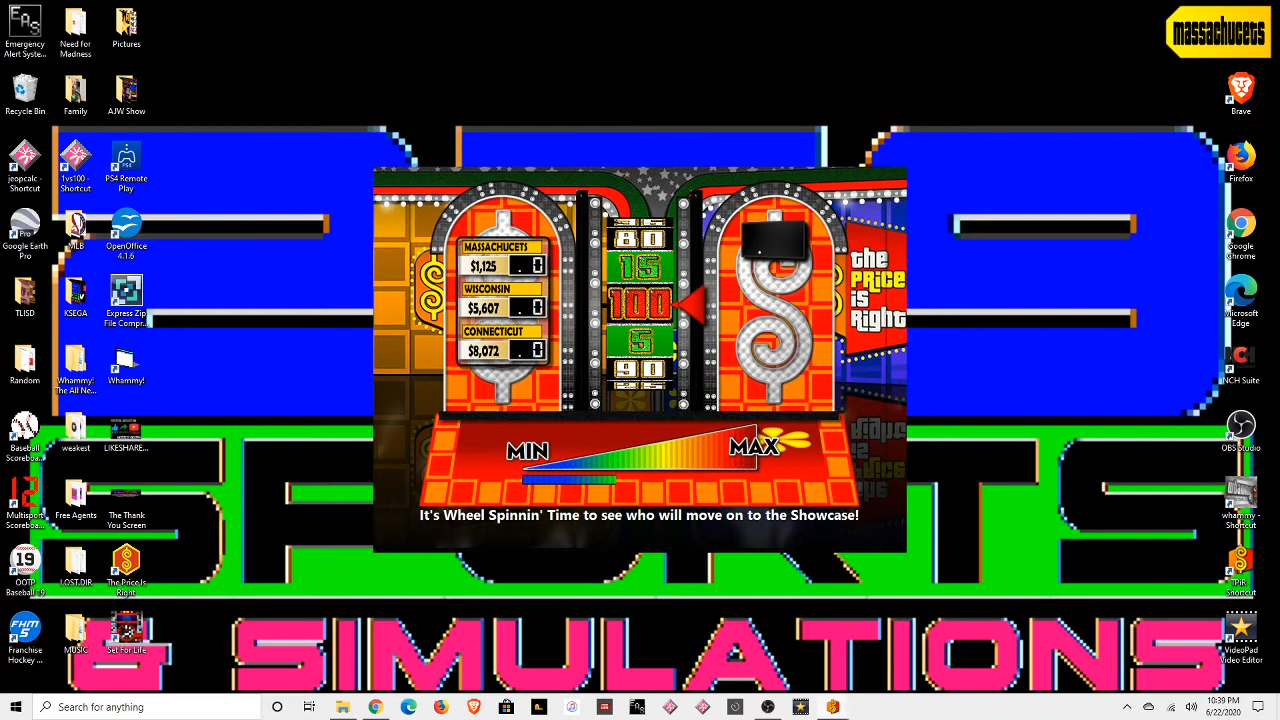 Emergency
Alert Syste...
Need for
Madness
Pictures
Recycle Bin
Family
AJW Show
jeopcalc -
Shortcut
1vs100 -
Shortcut
PS4 Remote
Play
Google Earth
Pro
MLB
OpenOffice
4.1.6
TLISD
KSEGA
Express Zip
File Compr...
Random
Whammy!
The All Ne...
Whammy!
Baseball
Scoreboa...
weakest
LIKESHARE...
Multisport
Scoreboa...
Free Agents
The Thank
You Screen
OOTP
Baseball 19
LOST.DIR
The Price Is
Right
Franchise
Hockey ...
MUSIC
Set For Life
SPORTS
& SIMULATIONS
MASSACHUCETS
$1,125 . 0
WISCONSIN
$5,607 . 0
CONNECTICUT
$8,072 . 0
80
15
100
5
90
the
PRICE
is
Right
MIN
MAX
It's Wheel Spinnin' Time to see who will move on to the Showcase!
massachucets
Brave
Firefox
Google
Chrome
Microsoft
Edge
NCH Suite
OBS Studio
whammy -
Shortcut
TPiR
Shortcut
VideoPad
Video Editor
Search for anything
10:39 PM
6/22/2020